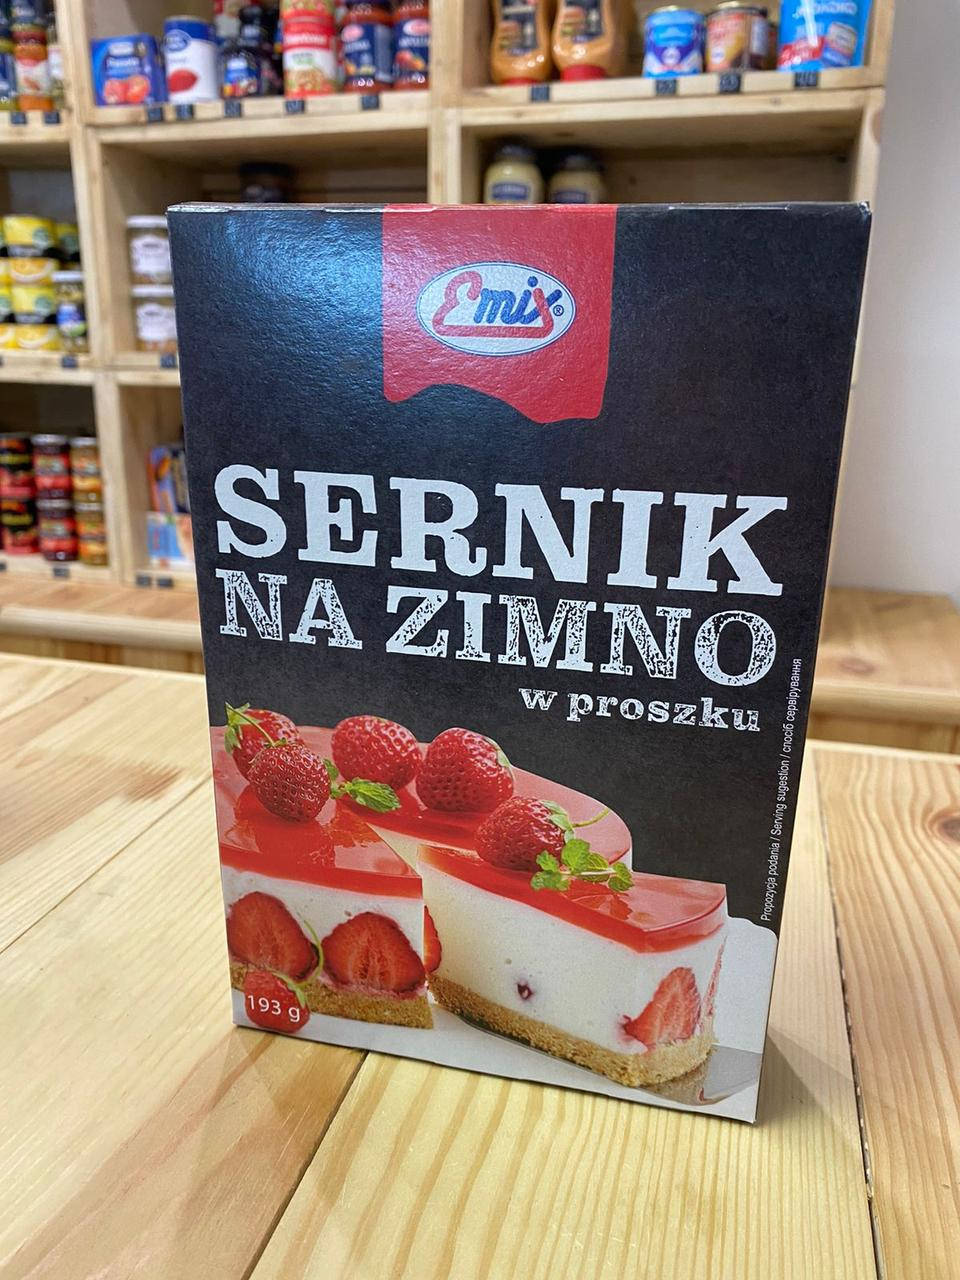 Emix®
SERNIK
NA ZIMNO
w proszku
Propozycja podania / Serving sugestion / спосіб сервірування
193 g